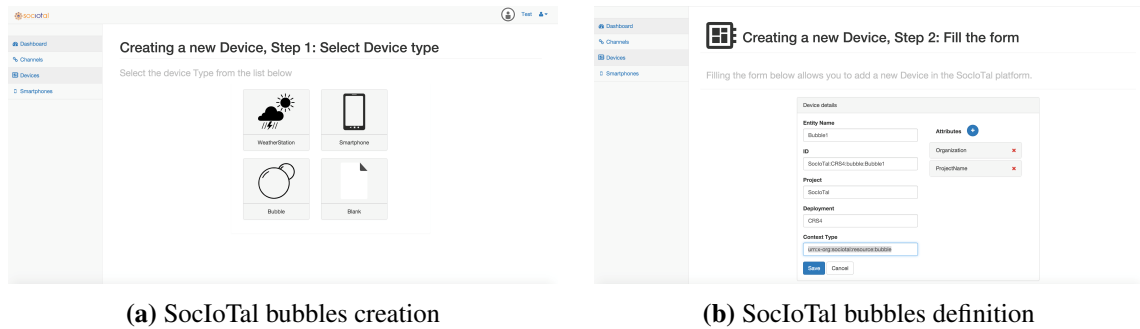 sociotal
Test
Dashboard
Channels
Devices
Smartphones
Creating a new Device, Step 1: Select Device type
Select the device Type from the list below
WeatherStation
Smartphone
Bubble
Blank
(a) SocIoTal bubbles creation
Dashboard
Channels
Devices
Smartphones
Creating a new Device, Step 2: Fill the form
Filling the form below allows you to add a new Device in the SocIoTal platform.
Device details
Entity Name
Bubble1
ID
SocIoTal:CRS4:bubble:Bubble1
Project
SocIoTal
Deployment
CRS4
Context Type
urn:x-org:sociotal:resource:bubble
Save Cancel
Attributes +
Organization ×
ProjectName ×
(b) SocIoTal bubbles definition